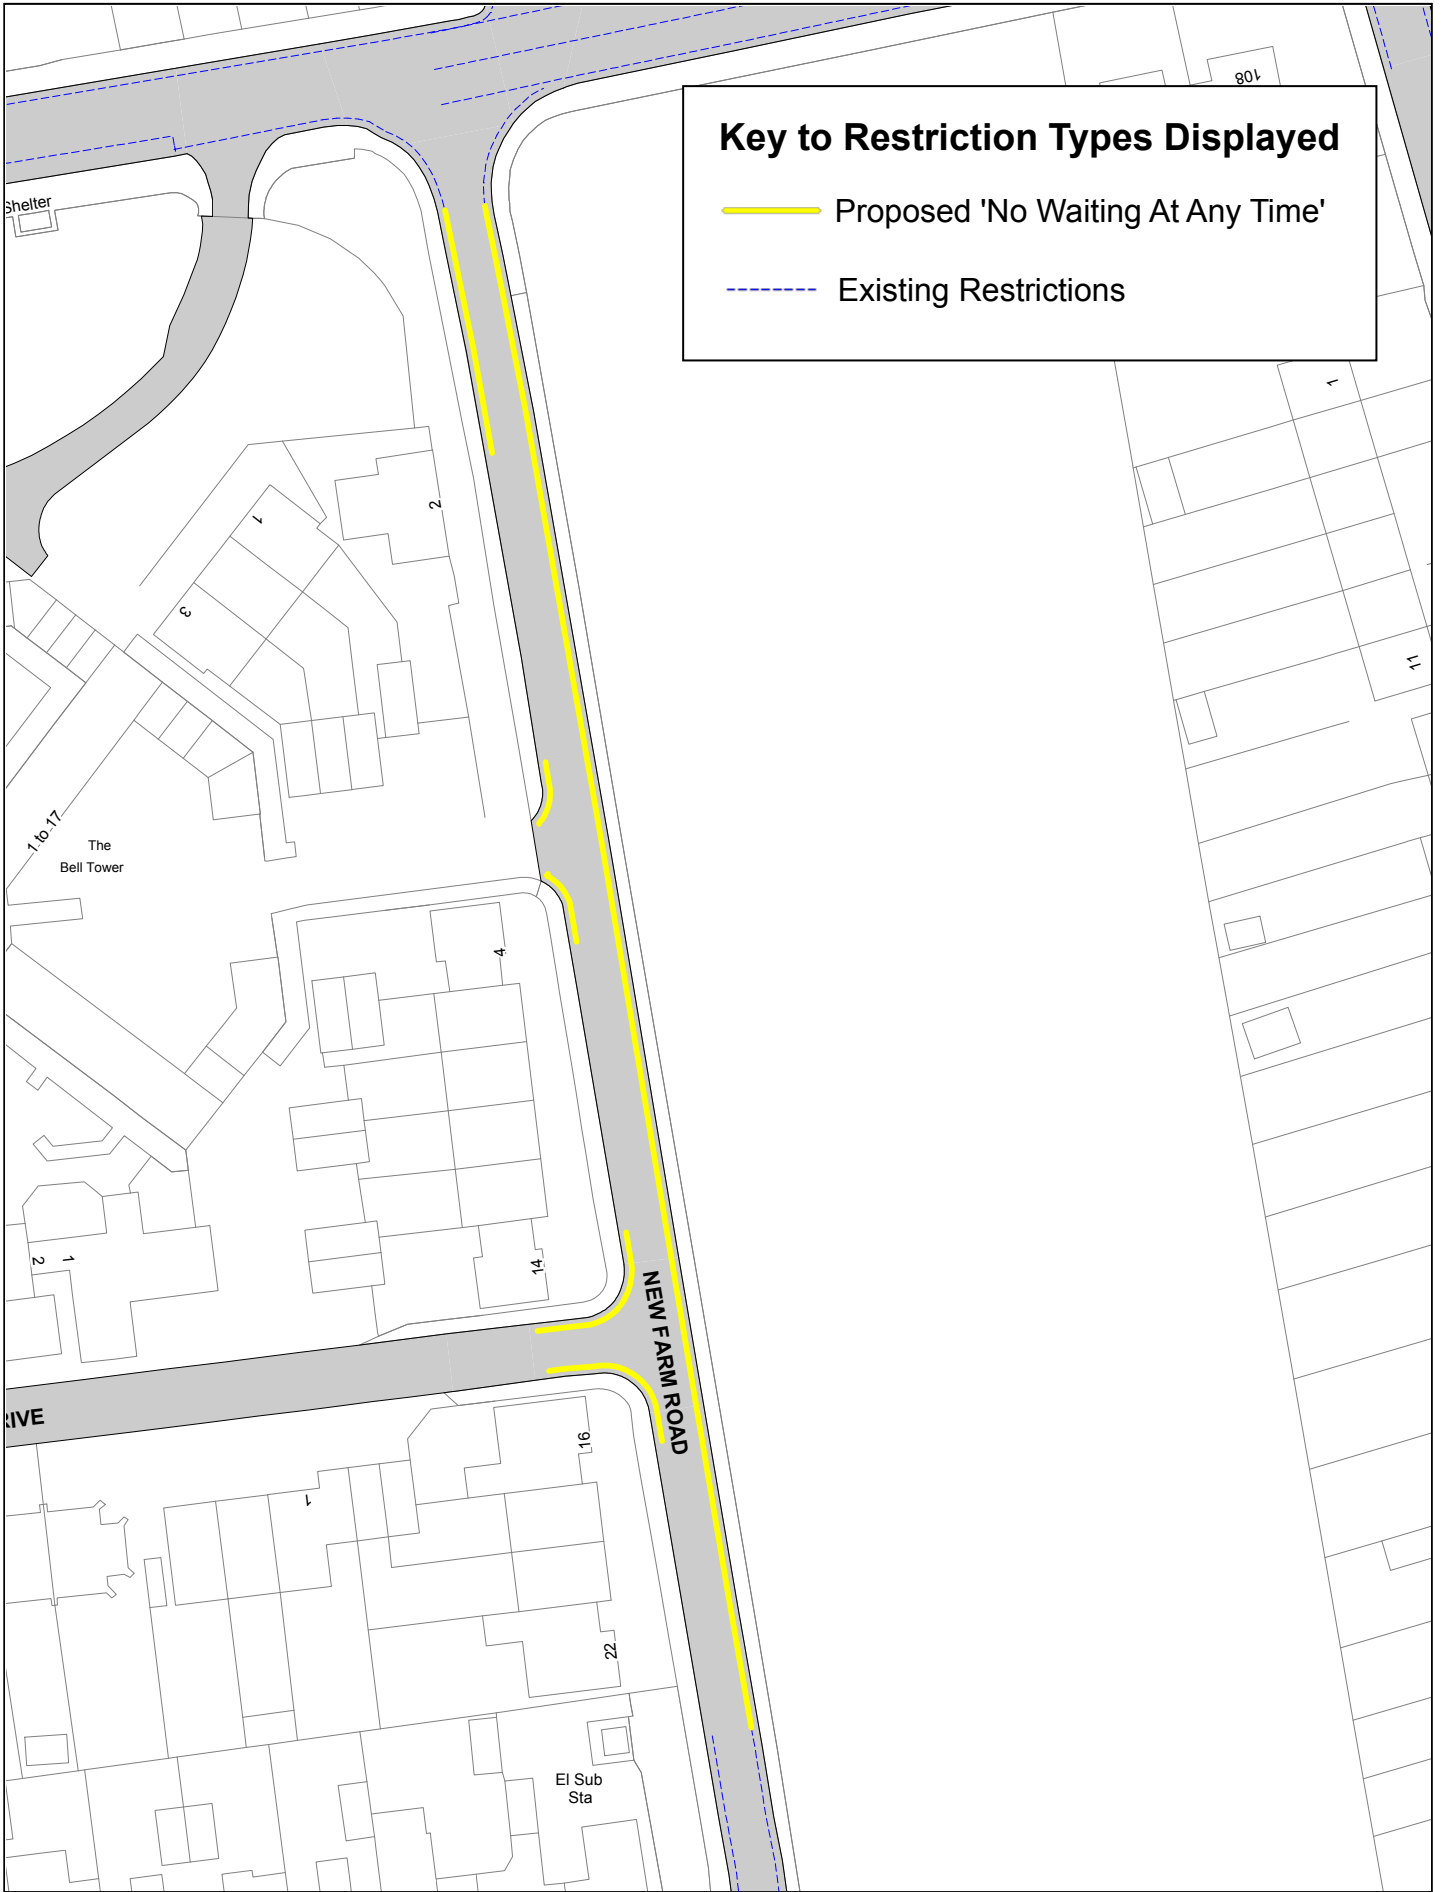 108
Key to Restriction Types Displayed
Shelter
Proposed 'No Waiting At Any Time'
Existing Restrictions
1
2
1
3
11
1 to 17
The
Bell Tower
4
2
1
14
NEW FARM ROAD
RIVE
16
1
22
El Sub
Sta